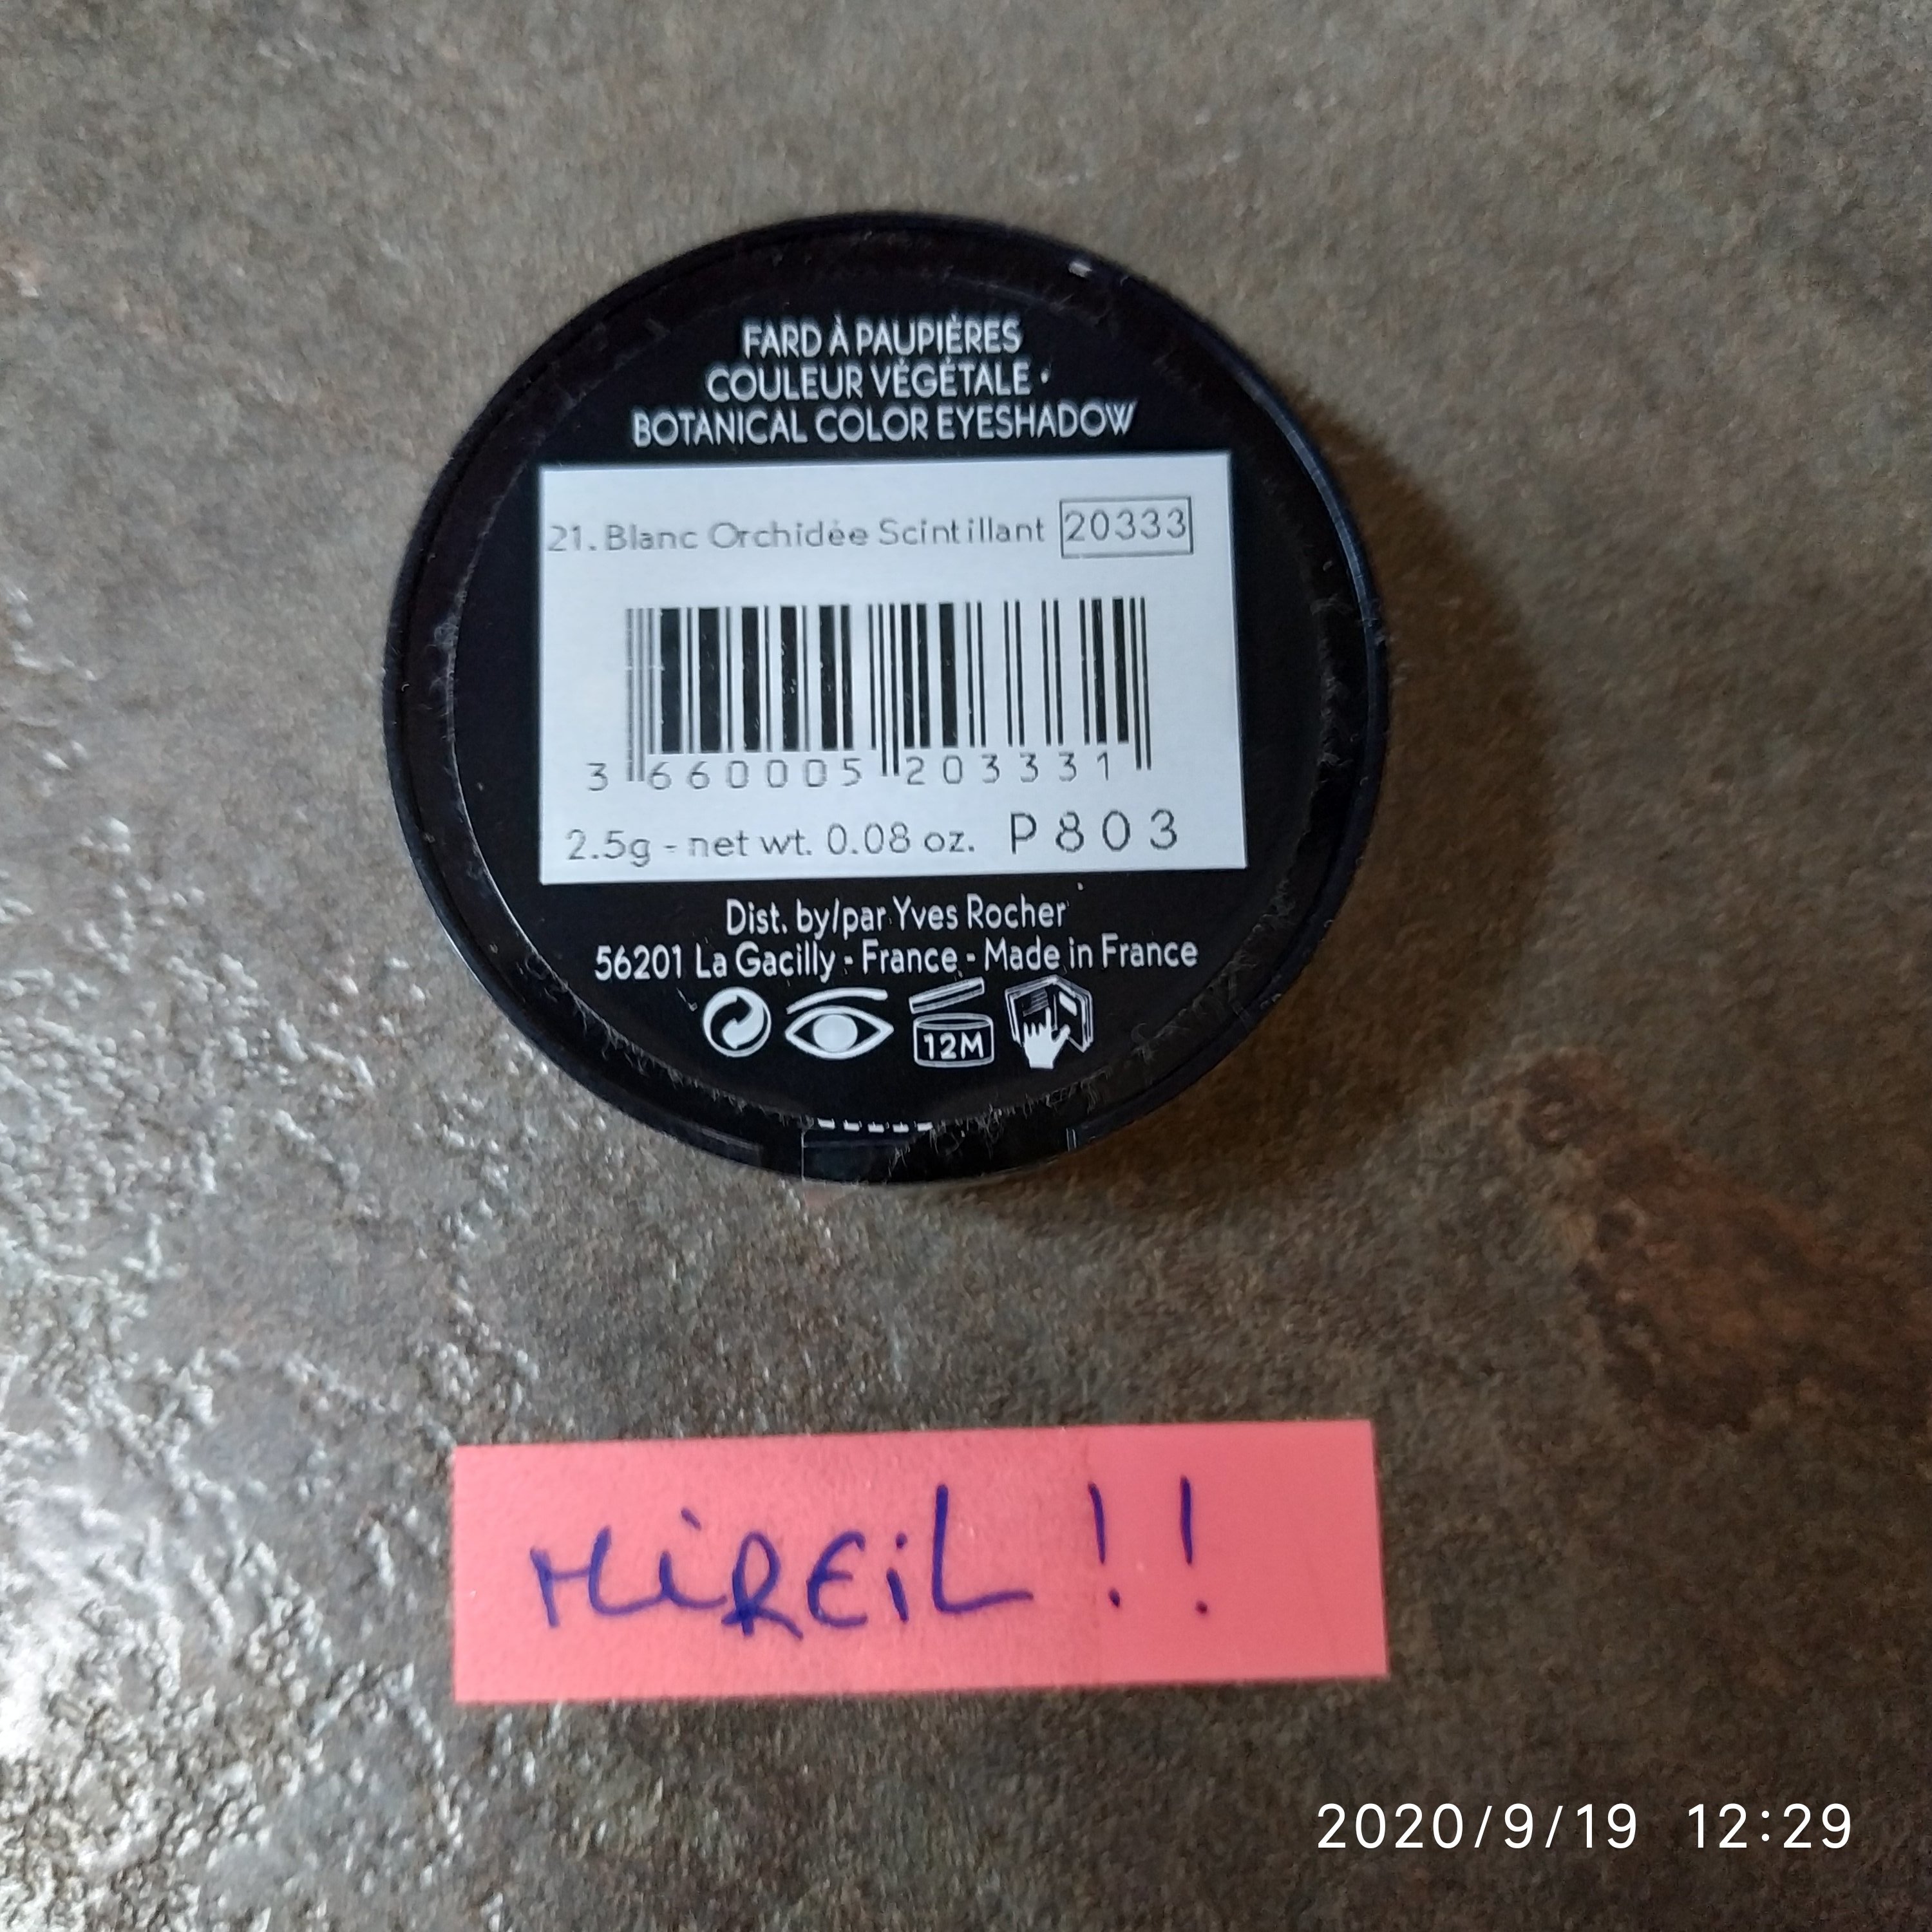 FARD À PAUPIÈRES
COULEUR VÉGÉTALE •
BOTANICAL COLOR EYESHADOW
21. Blanc Orchidée Scintillant 20333
3 660005 203331
2.5g - net wt. 0.08 oz. P803
Dist. by/par Yves Rocher
56201 La Gacilly - France - Made in France
12M
MiREiL !!
2020/9/19 12:29